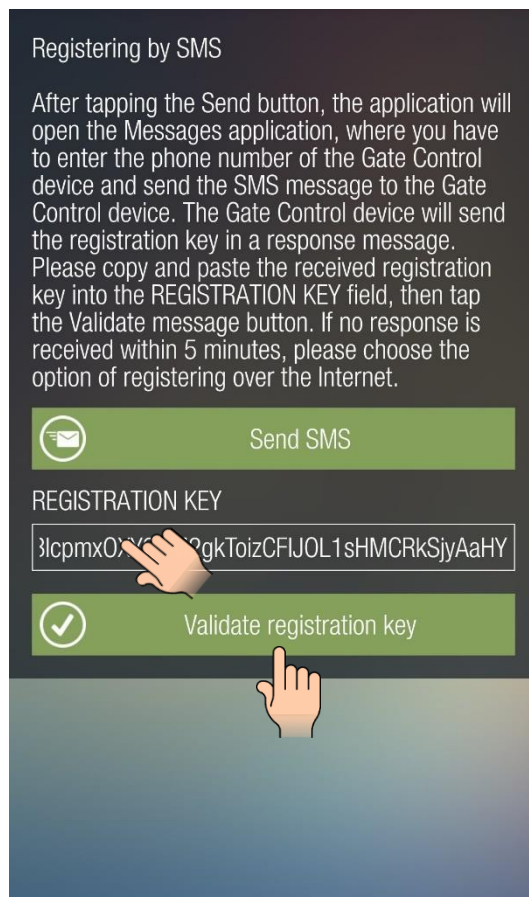 Registering by SMS
After tapping the Send button, the application will
open the Messages application, where you have
to enter the phone number of the Gate Control
device and send the SMS message to the Gate
Control device. The Gate Control device will send
the registration key in a response message.
Please copy and paste the received registration
key into the REGISTRATION KEY field, then tap
the Validate message button. If no response is
received within 5 minutes, please choose the
option of registering over the Internet.
Send SMS
REGISTRATION KEY
Validate registration key